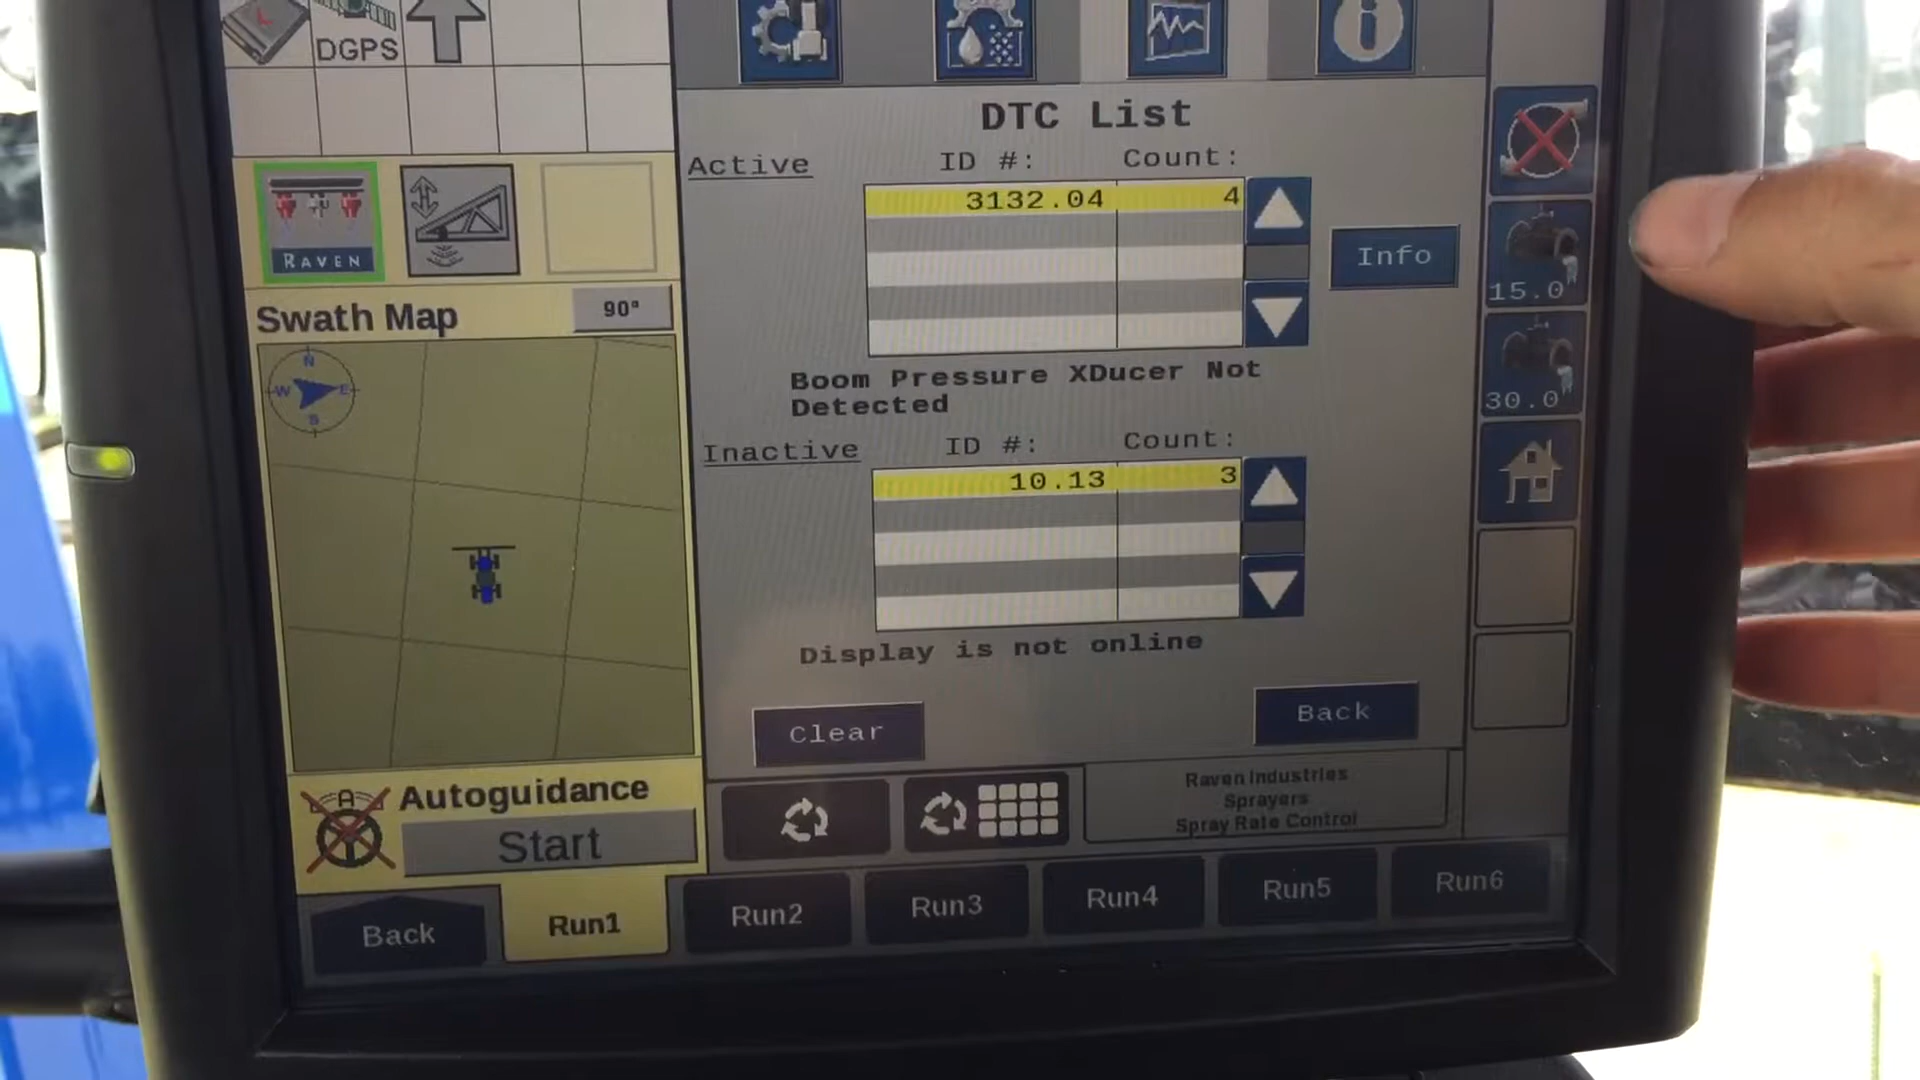 DGPS
RAVEN
Swath Map
90°
N
W
E
S
A
Autoguidance
Start
DTC List
Active
ID #:
Count:
3132.04
4
Info
Boom Pressure XDucer Not
Detected
Inactive
ID #:
Count:
10.13
3
Display is not online
Clear
Back
Raven Industries
Sprayers
Spray Rate Control
15.0"
30.0"
Back
Run1
Run2
Run3
Run4
Run5
Run6